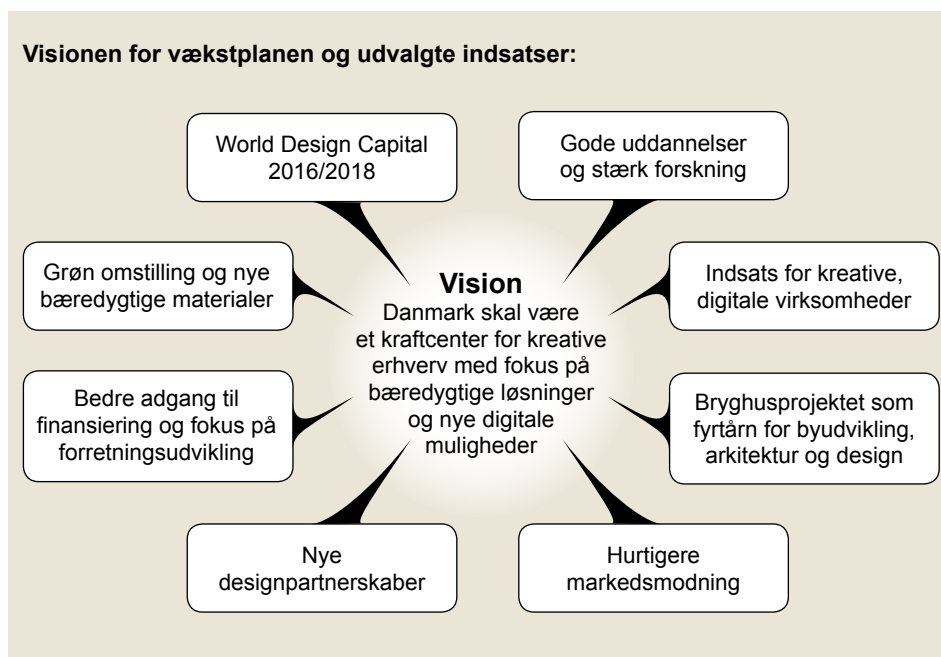 Visionen for vækstplanen og udvalgte indsatser:
World Design Capital
2016/2018
Gode uddannelser
og stærk forskning
Grøn omstilling og nye
bæredygtige materialer
Vision
Danmark skal være
et kraftcenter for kreative
erhverv med fokus på
bæredygtige løsninger
og nye digitale
muligheder
Indsats for kreative,
digitale virksomheder
Bedre adgang til
finansiering og fokus på
forretningsudvikling
Bryghusprojektet som
fyrtårn for byudvikling,
arkitektur og design
Nye
designpartnerskaber
Hurtigere
markedsmodning